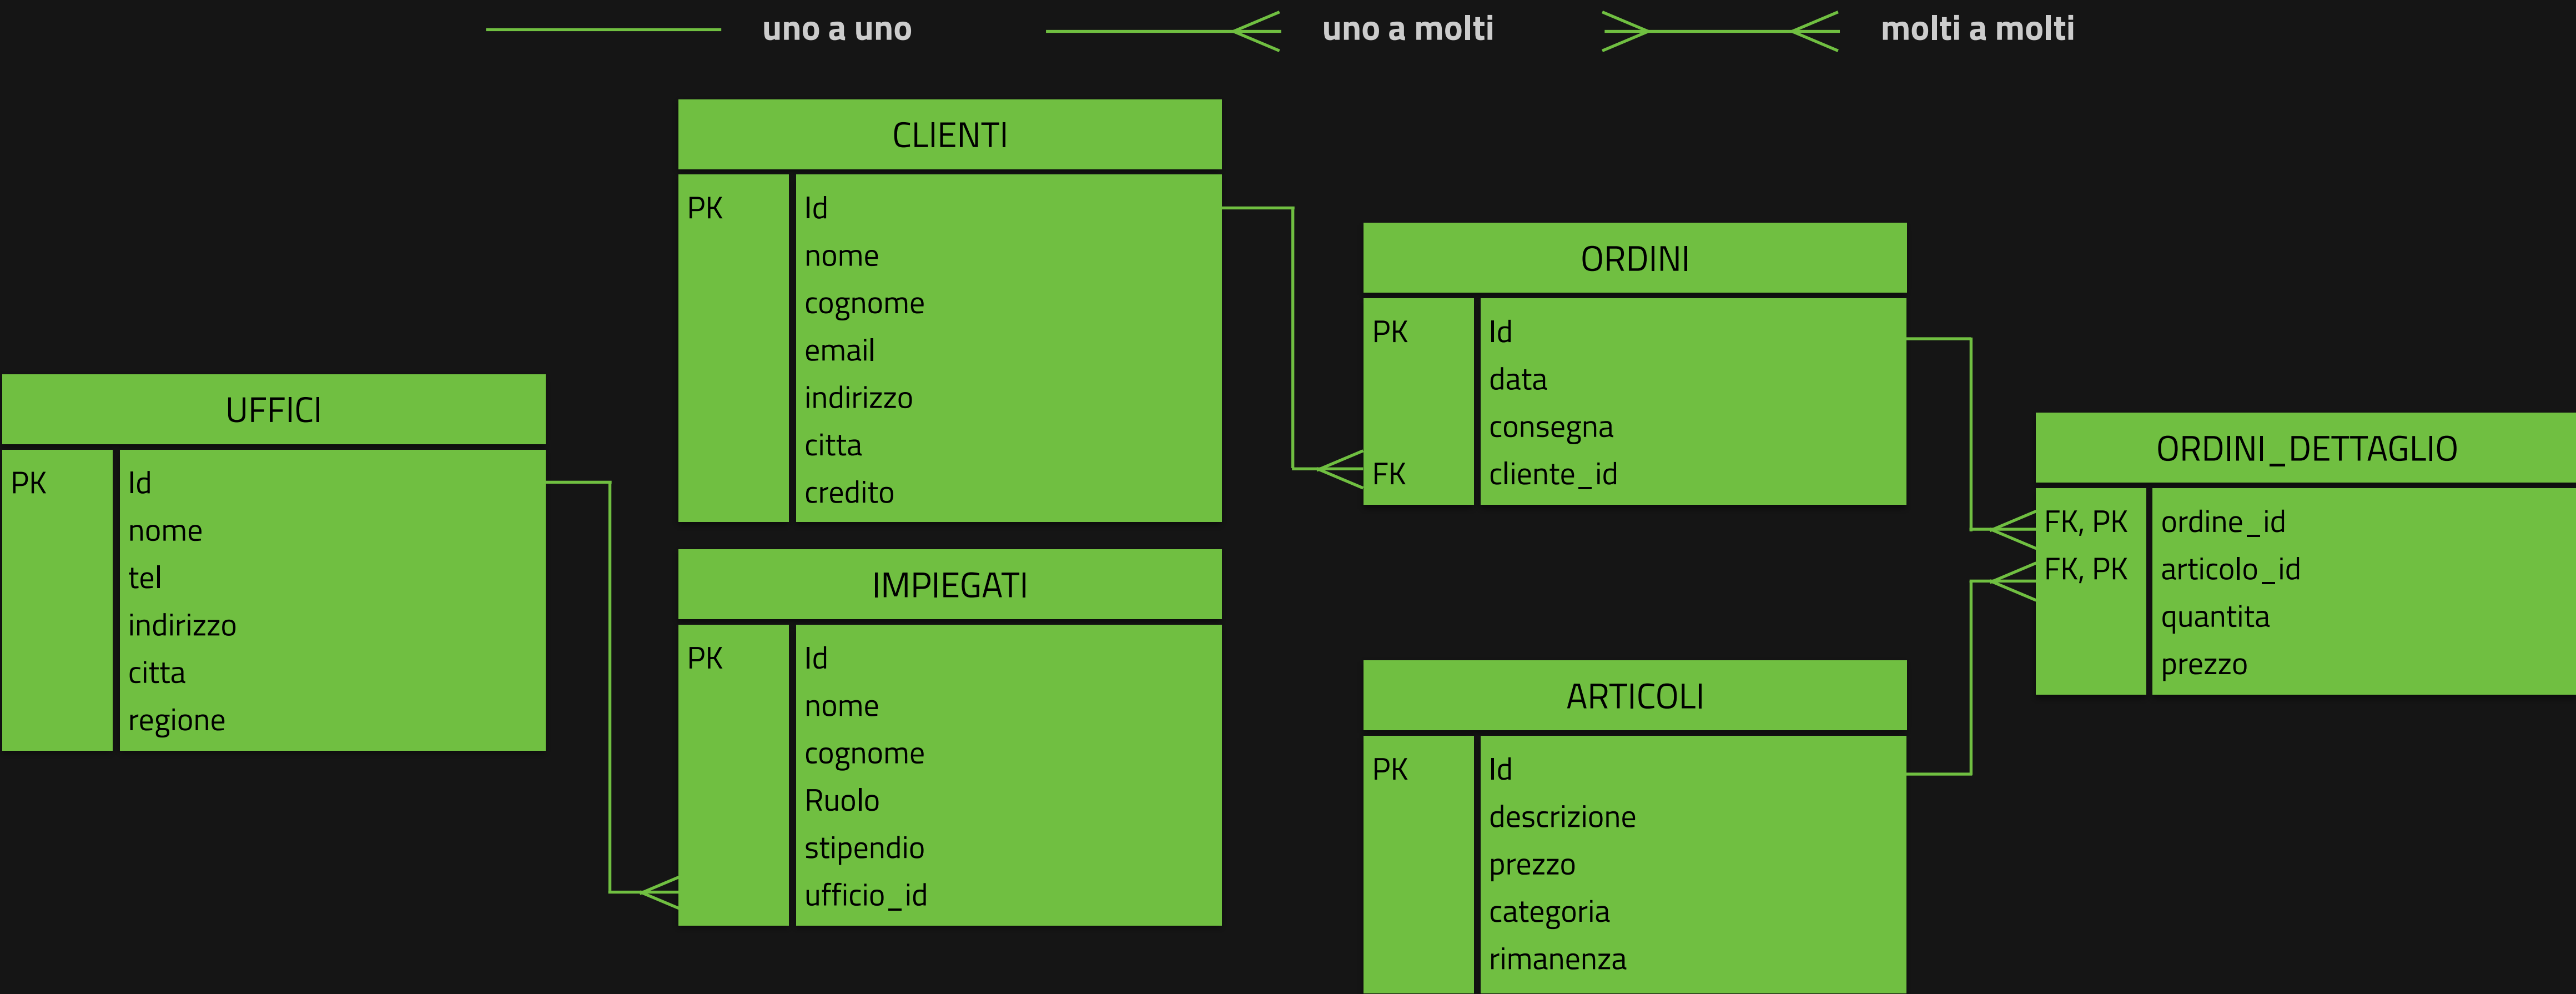 uno a uno
uno a molti
molti a molti
CLIENTI
PK Id
nome
cognome
email
indirizzo
citta
credito
ORDINI
PK Id
data
consegna
FK cliente_id
UFFICI
PK Id
nome
tel
indirizzo
citta
regione
ORDINI_DETTAGLIO
FK, PK ordine_id
FK, PK articolo_id
quantita
prezzo
IMPIEGATI
PK Id
nome
cognome
Ruolo
stipendio
ufficio_id
ARTICOLI
PK Id
descrizione
prezzo
categoria
rimanenza